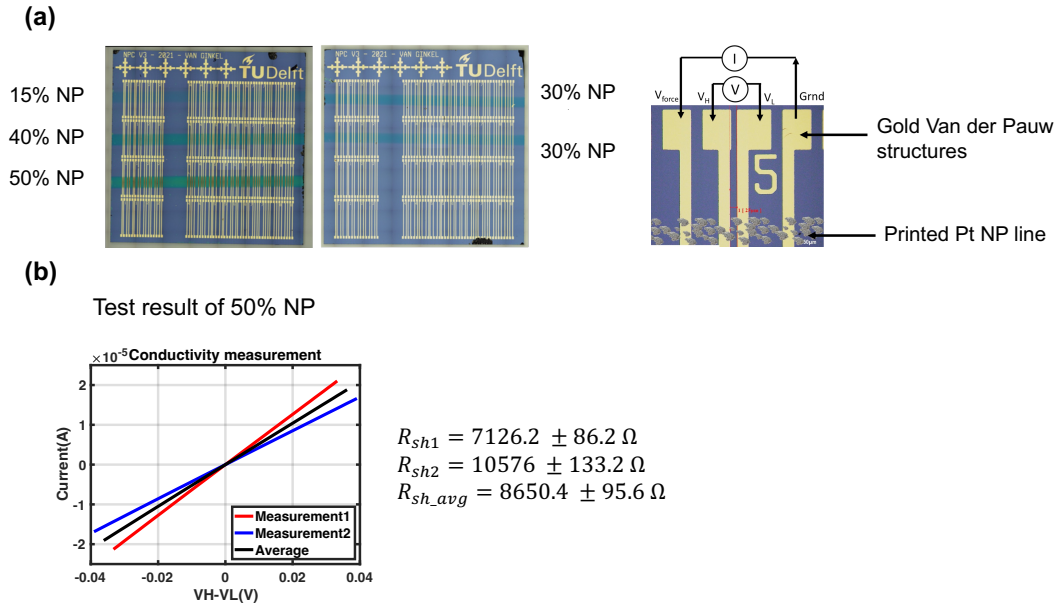 (a)
NPC V3 - 2021 - VAN GINKEL
TUDelft
NPC V3 - 2021 - VAN GINKEL
TUDelft
15% NP
40% NP
50% NP
30% NP
30% NP
I
V
Vforce
VH
VL
Grnd
5
Gold Van der Pauw
structures
Printed Pt NP line
(b)
Test result of 50% NP
×10⁻⁵ Conductivity measurement
2
1
0
-1
-2
Current(A)
-0.04 -0.02 0 0.02 0.04
VH-VL(V)
Measurement1
Measurement2
Average
Rsh1 = 7126.2 ± 86.2 Ω
Rsh2 = 10576 ± 133.2 Ω
Rsh_avg = 8650.4 ± 95.6 Ω